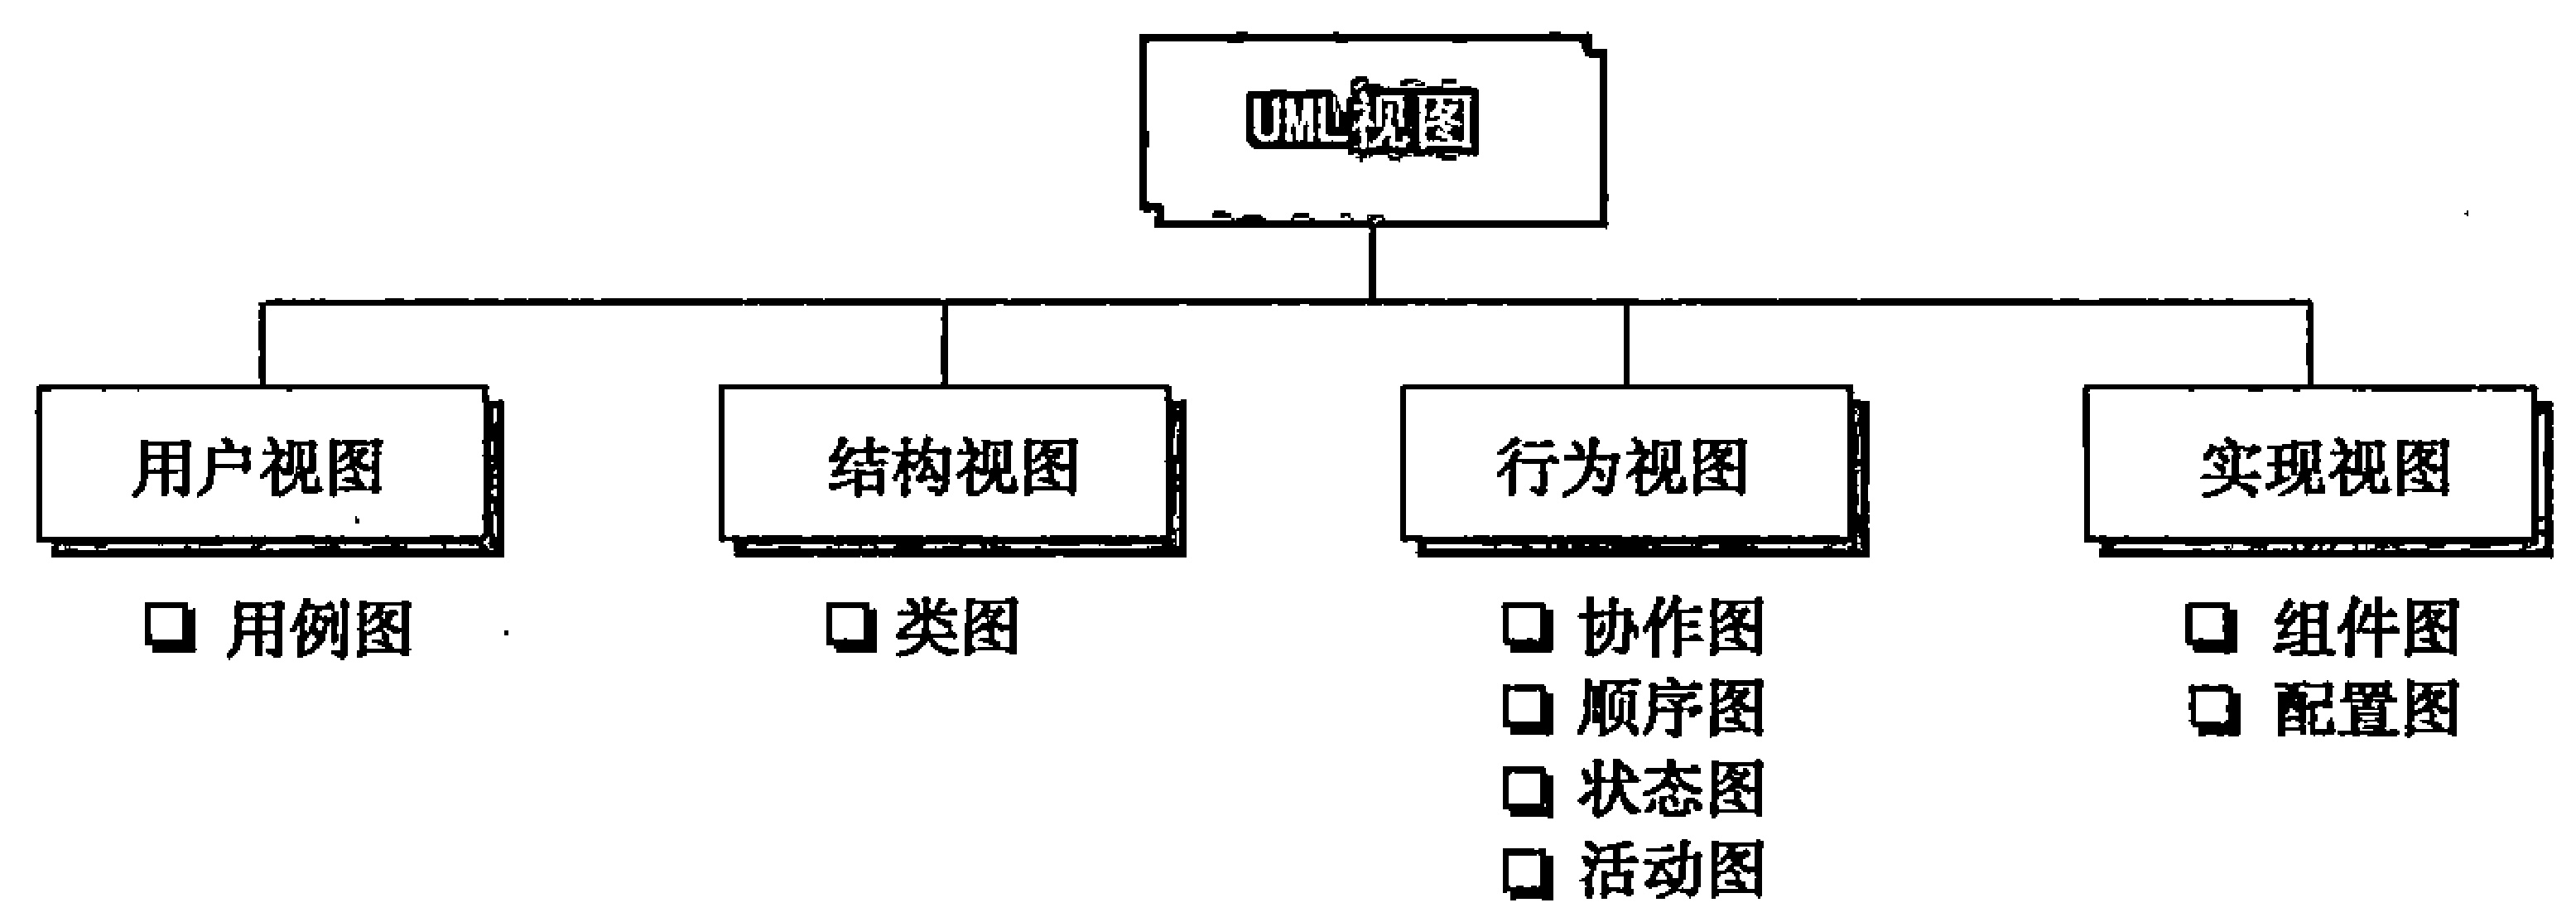 UML视图
用户视图
结构视图
行为视图
实现视图
❏ 用例图
❏ 类图
❏ 协作图
❏ 顺序图
❏ 状态图
❏ 活动图
❏ 组件图
❏ 配置图